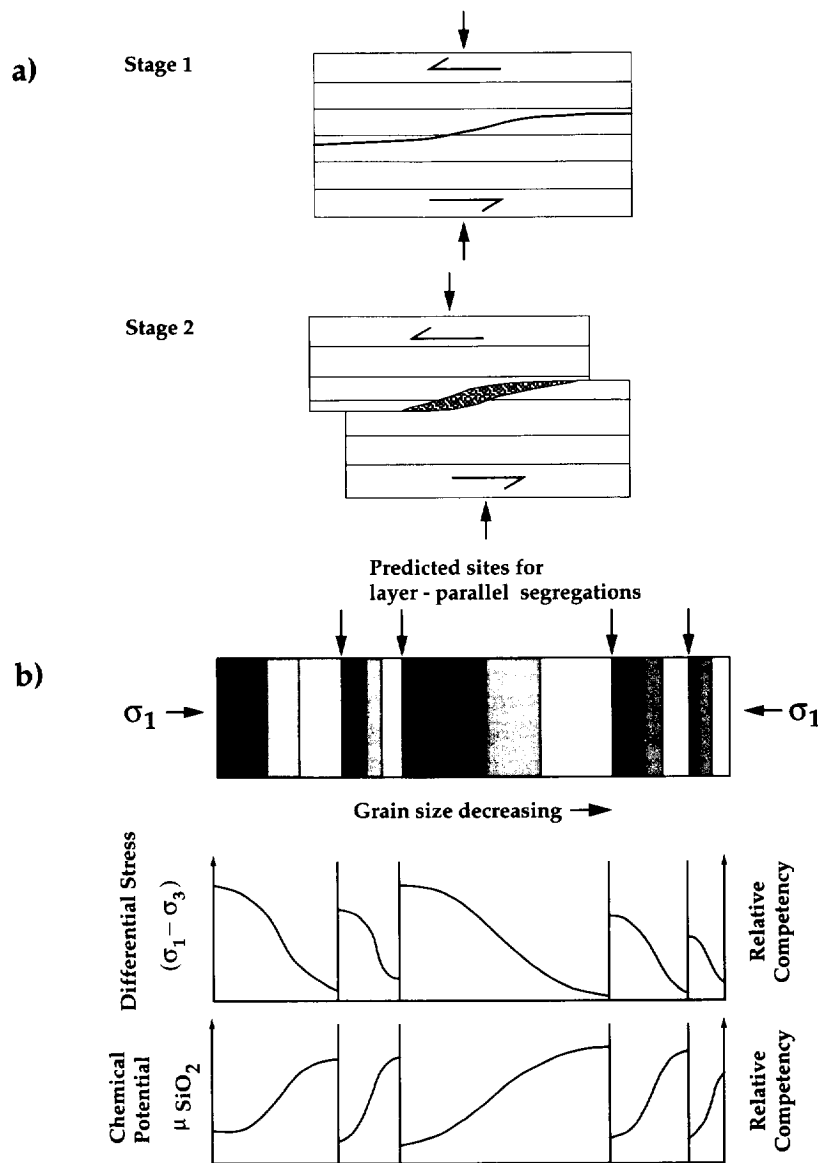 a)
Stage 1
Stage 2
Predicted sites for
layer - parallel segregations
b)
σ1
σ1
Grain size decreasing
Differential Stress
(σ1 – σ3)
Relative
Competency
Chemical
Potential
μ SiO2
Relative
Competency